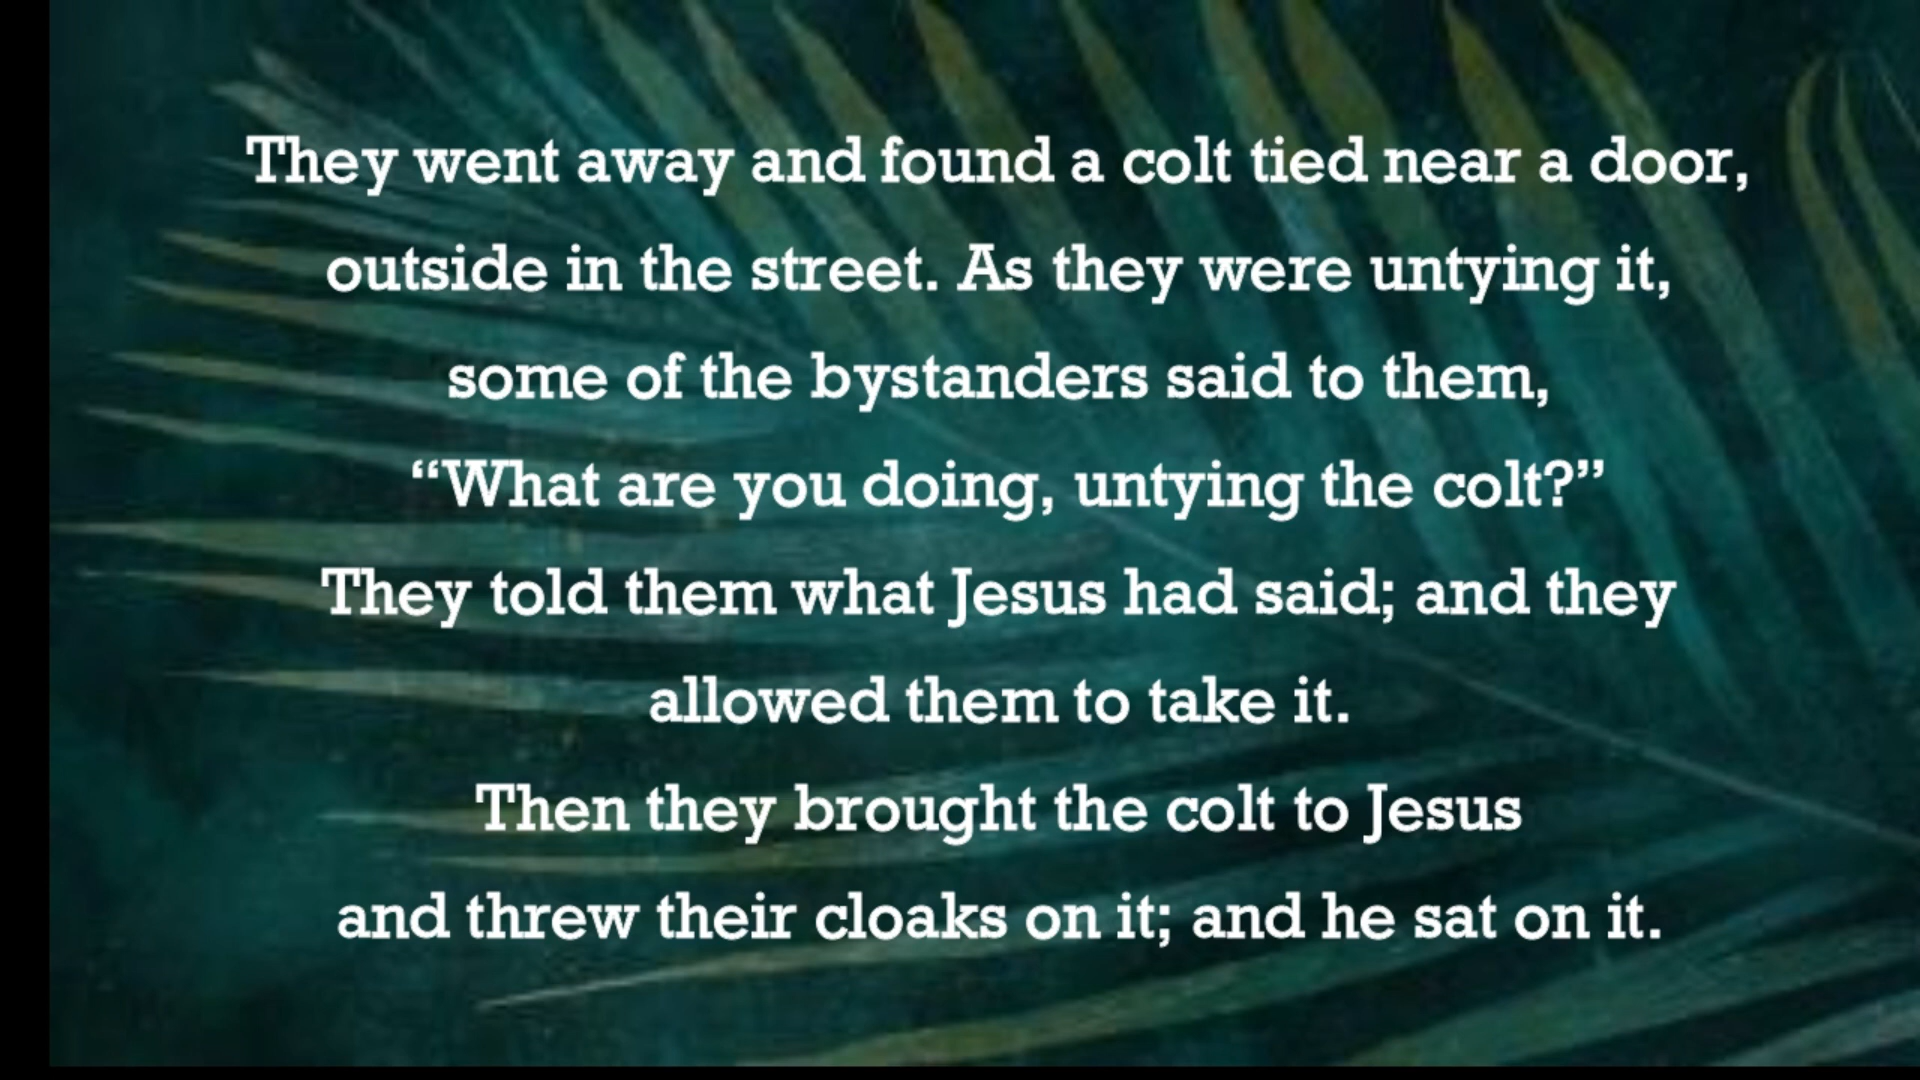 They went away and found a colt tied near a door,
outside in the street. As they were untying it,
some of the bystanders said to them,
“What are you doing, untying the colt?”
They told them what Jesus had said; and they
allowed them to take it.
Then they brought the colt to Jesus
and threw their cloaks on it; and he sat on it.